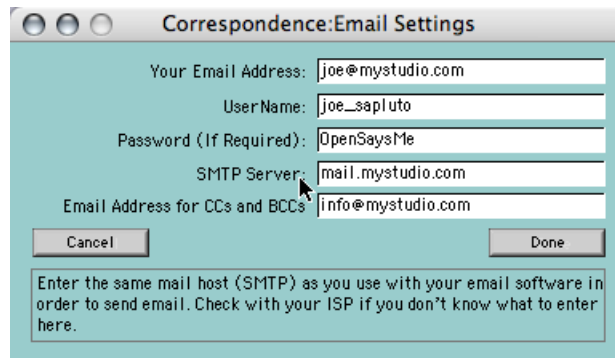 Correspondence:Email Settings
Your Email Address: joe@mystudio.com
UserName: joe_sapluto
Password (If Required): OpenSaysMe
SMTP Server: mail.mystudio.com
Email Address for CCs and BCCs info@mystudio.com
Cancel Done
Enter the same mail host (SMTP) as you use with your email software in
order to send email. Check with your ISP if you don't know what to enter
here.